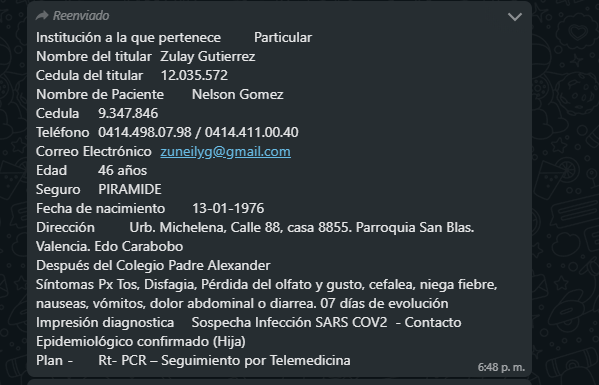 Reenviado
Institución a la que pertenece Particular
Nombre del titular Zulay Gutierrez
Cedula del titular 12.035.572
Nombre de Paciente Nelson Gomez
Cedula 9.347.846
Teléfono 0414.498.07.98 / 0414.411.00.40
Correo Electrónico zuneilyg@gmail.com
Edad 46 años
Seguro PIRAMIDE
Fecha de nacimiento 13-01-1976
Dirección Urb. Michelena, Calle 88, casa 8855. Parroquia San Blas.
Valencia. Edo Carabobo
Después del Colegio Padre Alexander
Síntomas Px Tos, Disfagia, Pérdida del olfato y gusto, cefalea, niega fiebre,
nauseas, vómitos, dolor abdominal o diarrea. 07 días de evolución
Impresión diagnostica Sospecha Infección SARS COV2 - Contacto
Epidemiológico confirmado (Hija)
Plan - Rt- PCR – Seguimiento por Telemedicina
6:48 p. m.